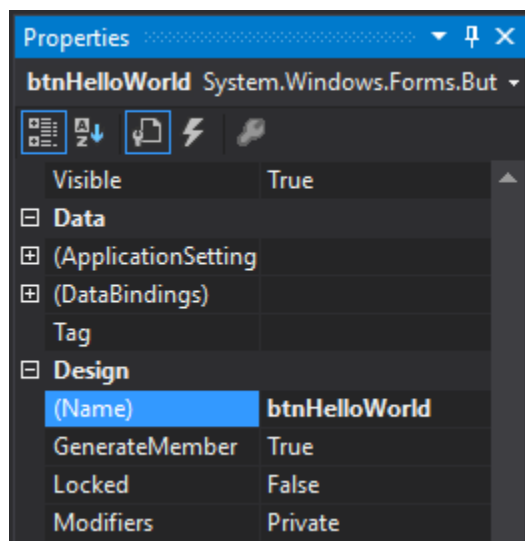 Properties
btnHelloWorld System.Windows.Forms.But
Visible True
Data
(ApplicationSetting
(DataBindings)
Tag
Design
(Name) btnHelloWorld
GenerateMember True
Locked False
Modifiers Private